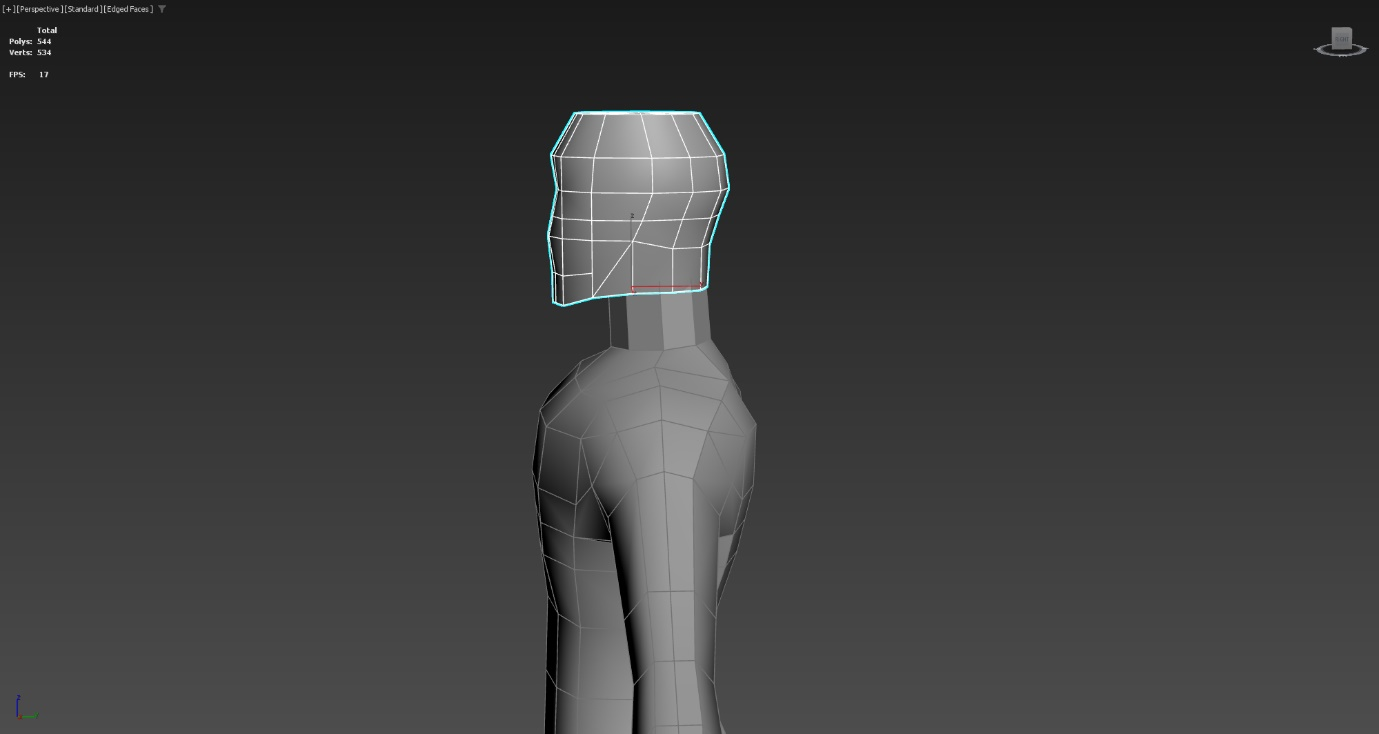 [+][Perspective][Standard][Edged Faces]
Total
Polys: 544
Verts: 534
FPS: 17
z
z